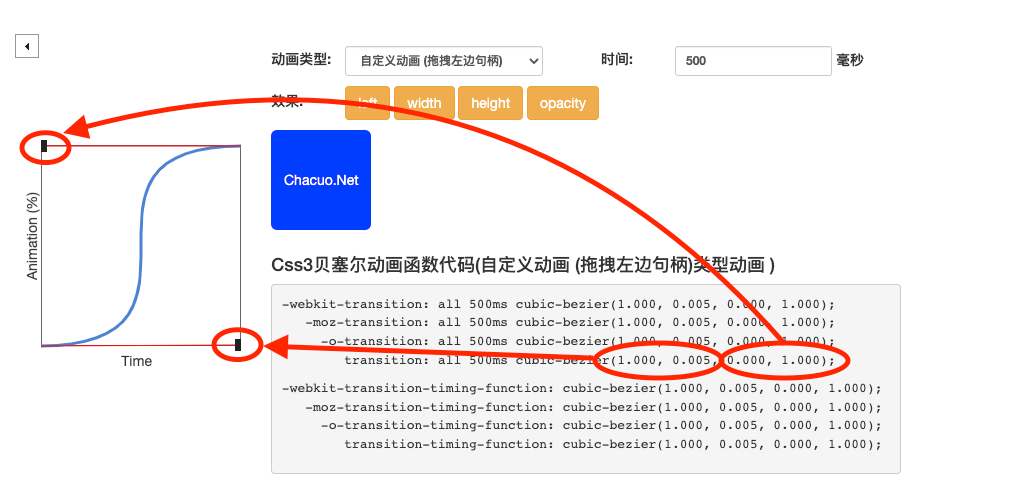 动画类型: 自定义动画 (拖拽左边句柄) 时间: 500 毫秒
效果: left width height opacity
Chacuo.Net
Animation (%)
Time
Css3贝塞尔动画函数代码(自定义动画 (拖拽左边句柄)类型动画 )
-webkit-transition: all 500ms cubic-bezier(1.000, 0.005, 0.000, 1.000);
-moz-transition: all 500ms cubic-bezier(1.000, 0.005, 0.000, 1.000);
-o-transition: all 500ms cubic-bezier(1.000, 0.005, 0.000, 1.000);
transition: all 500ms cubic-bezier(1.000, 0.005, 0.000, 1.000);
-webkit-transition-timing-function: cubic-bezier(1.000, 0.005, 0.000, 1.000);
-moz-transition-timing-function: cubic-bezier(1.000, 0.005, 0.000, 1.000);
-o-transition-timing-function: cubic-bezier(1.000, 0.005, 0.000, 1.000);
transition-timing-function: cubic-bezier(1.000, 0.005, 0.000, 1.000);